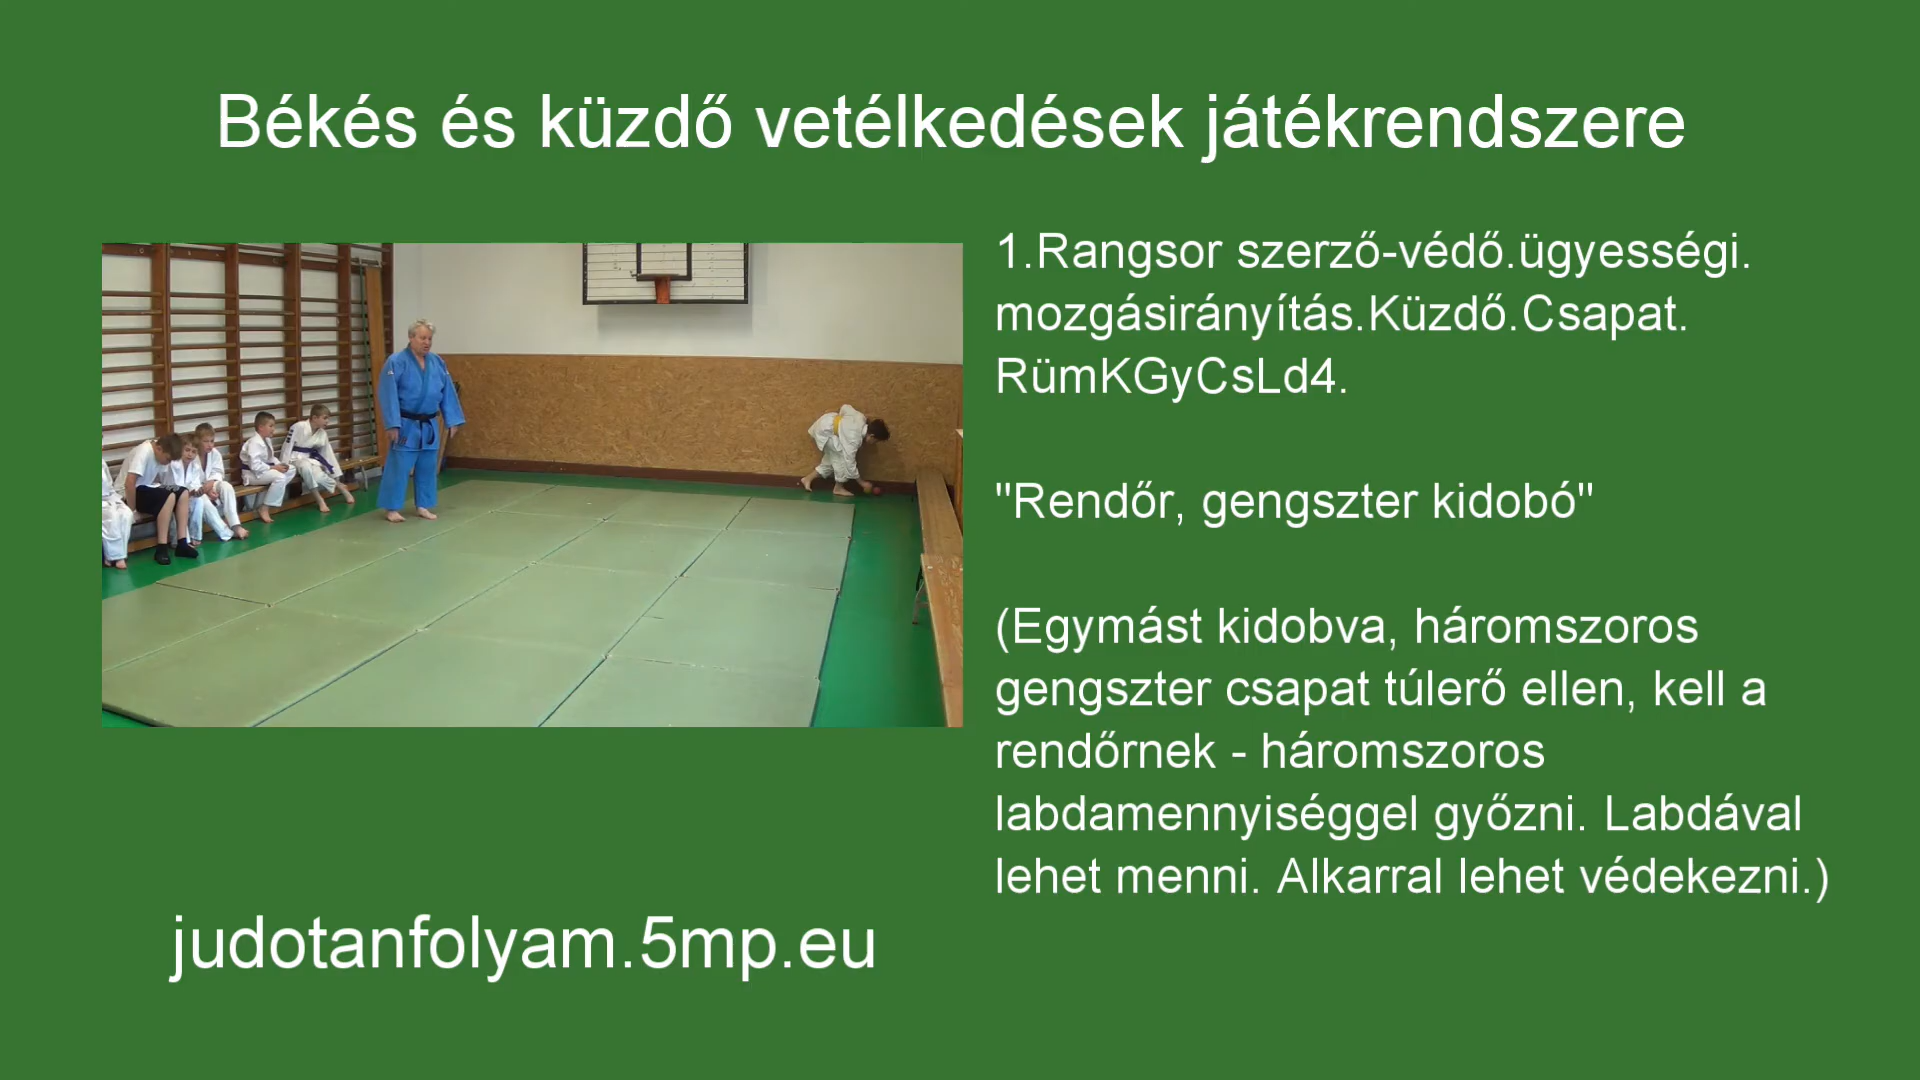 Békés és küzdő vetélkedések játékrendszere
1.Rangsor szerző-védő.ügyességi.
mozgásirányítás.Küzdő.Csapat.
RümKGyCsLd4.
"Rendőr, gengszter kidobó"
(Egymást kidobva, háromszoros
gengszter csapat túlerő ellen, kell a
rendőrnek - háromszoros
labdamennyiséggel győzni. Labdával
lehet menni. Alkarral lehet védekezni.)
judotanfolyam.5mp.eu